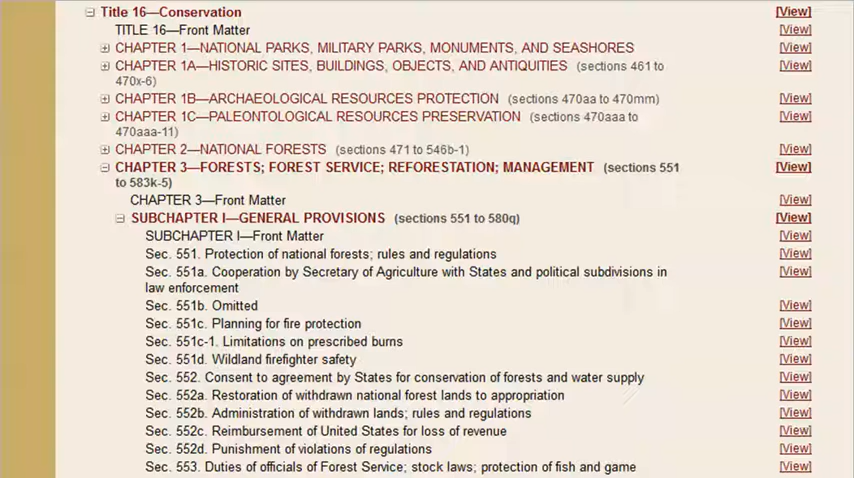 Title 16—Conservation [View]
TITLE 16—Front Matter [View]
CHAPTER 1—NATIONAL PARKS, MILITARY PARKS, MONUMENTS, AND SEASHORES [View]
CHAPTER 1A—HISTORIC SITES, BUILDINGS, OBJECTS, AND ANTIQUITIES (sections 461 to [View]
470x-6)
CHAPTER 1B—ARCHAEOLOGICAL RESOURCES PROTECTION (sections 470aa to 470mm) [View]
CHAPTER 1C—PALEONTOLOGICAL RESOURCES PRESERVATION (sections 470aaa to [View]
470aaa-11)
CHAPTER 2—NATIONAL FORESTS (sections 471 to 546b-1) [View]
CHAPTER 3—FORESTS; FOREST SERVICE; REFORESTATION; MANAGEMENT (sections 551 [View]
to 583k-5)
CHAPTER 3—Front Matter [View]
SUBCHAPTER I—GENERAL PROVISIONS (sections 551 to 580q) [View]
SUBCHAPTER I—Front Matter [View]
Sec. 551. Protection of national forests; rules and regulations [View]
Sec. 551a. Cooperation by Secretary of Agriculture with States and political subdivisions in [View]
law enforcement
Sec. 551b. Omitted [View]
Sec. 551c. Planning for fire protection [View]
Sec. 551c-1. Limitations on prescribed burns [View]
Sec. 551d. Wildland firefighter safety [View]
Sec. 552. Consent to agreement by States for conservation of forests and water supply [View]
Sec. 552a. Restoration of withdrawn national forest lands to appropriation [View]
Sec. 552b. Administration of withdrawn lands; rules and regulations [View]
Sec. 552c. Reimbursement of United States for loss of revenue [View]
Sec. 552d. Punishment of violations of regulations [View]
Sec. 553. Duties of officials of Forest Service; stock laws; protection of fish and game [View]